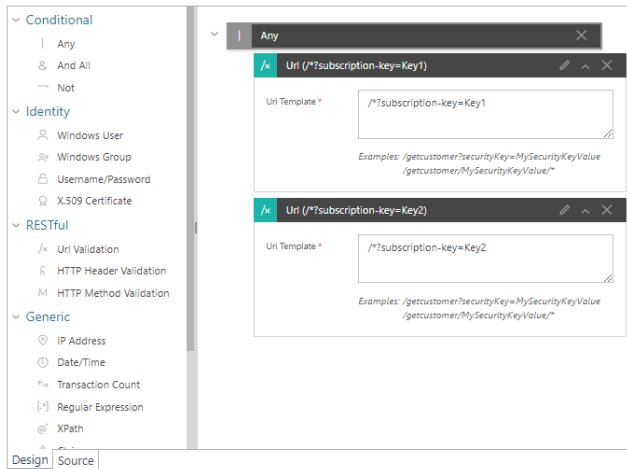 Conditional
| Any
And All
Not
Identity
Windows User
Windows Group
Username/Password
X.509 Certificate
RESTful
/× Url Validation
HTTP Header Validation
M HTTP Method Validation
Generic
IP Address
Date/Time
Transaction Count
[.*] Regular Expression
@ XPath
Design Source
| Any
/× Url (/*?subscription-key=Key1)
Uri Template *
/*?subscription-key=Key1
Examples: /getcustomer?securityKey=MySecurityKeyValue
/getcustomer/MySecurityKeyValue/*
/× Url (/*?subscription-key=Key2)
Uri Template *
/*?subscription-key=Key2
Examples: /getcustomer?securityKey=MySecurityKeyValue
/getcustomer/MySecurityKeyValue/*